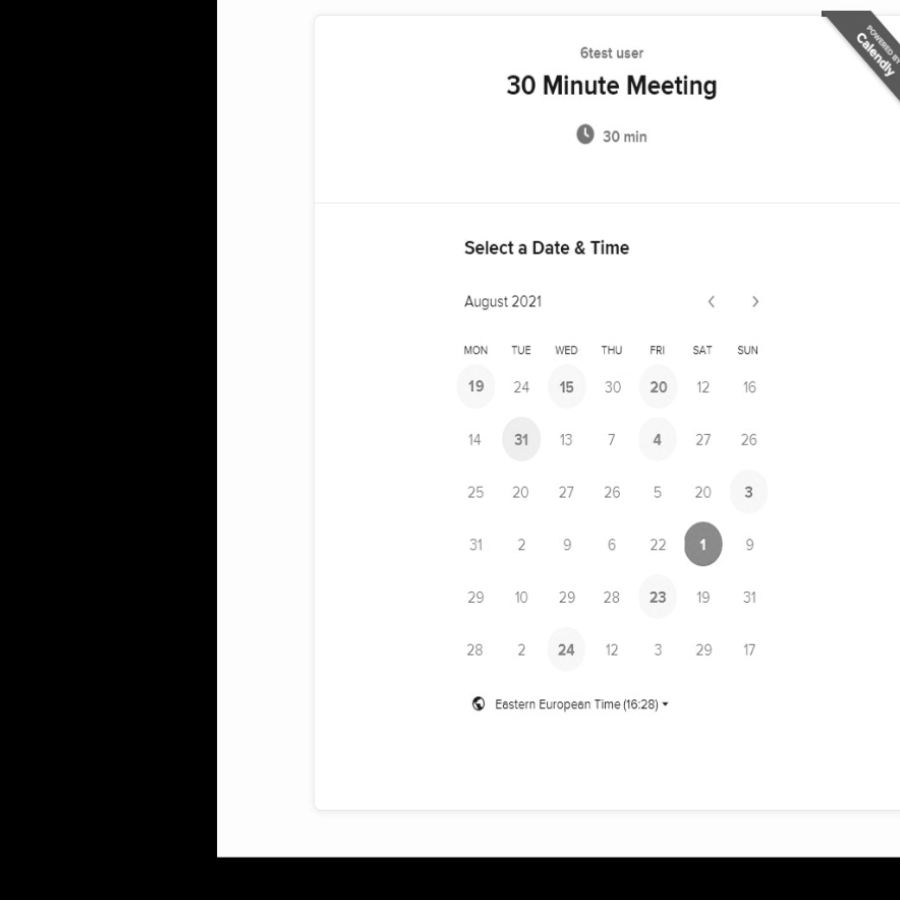 POWERED BY
Calendly
6test user
30 Minute Meeting
30 min
Select a Date & Time
August 2021
MON TUE WED THU FRI SAT SUN
19 24 15 30 20 12 16
14 31 13 7 4 27 26
25 20 27 26 5 20 3
31 2 9 6 22 1 9
29 10 29 28 23 19 31
28 2 24 12 3 29 17
Eastern European Time (16:28)